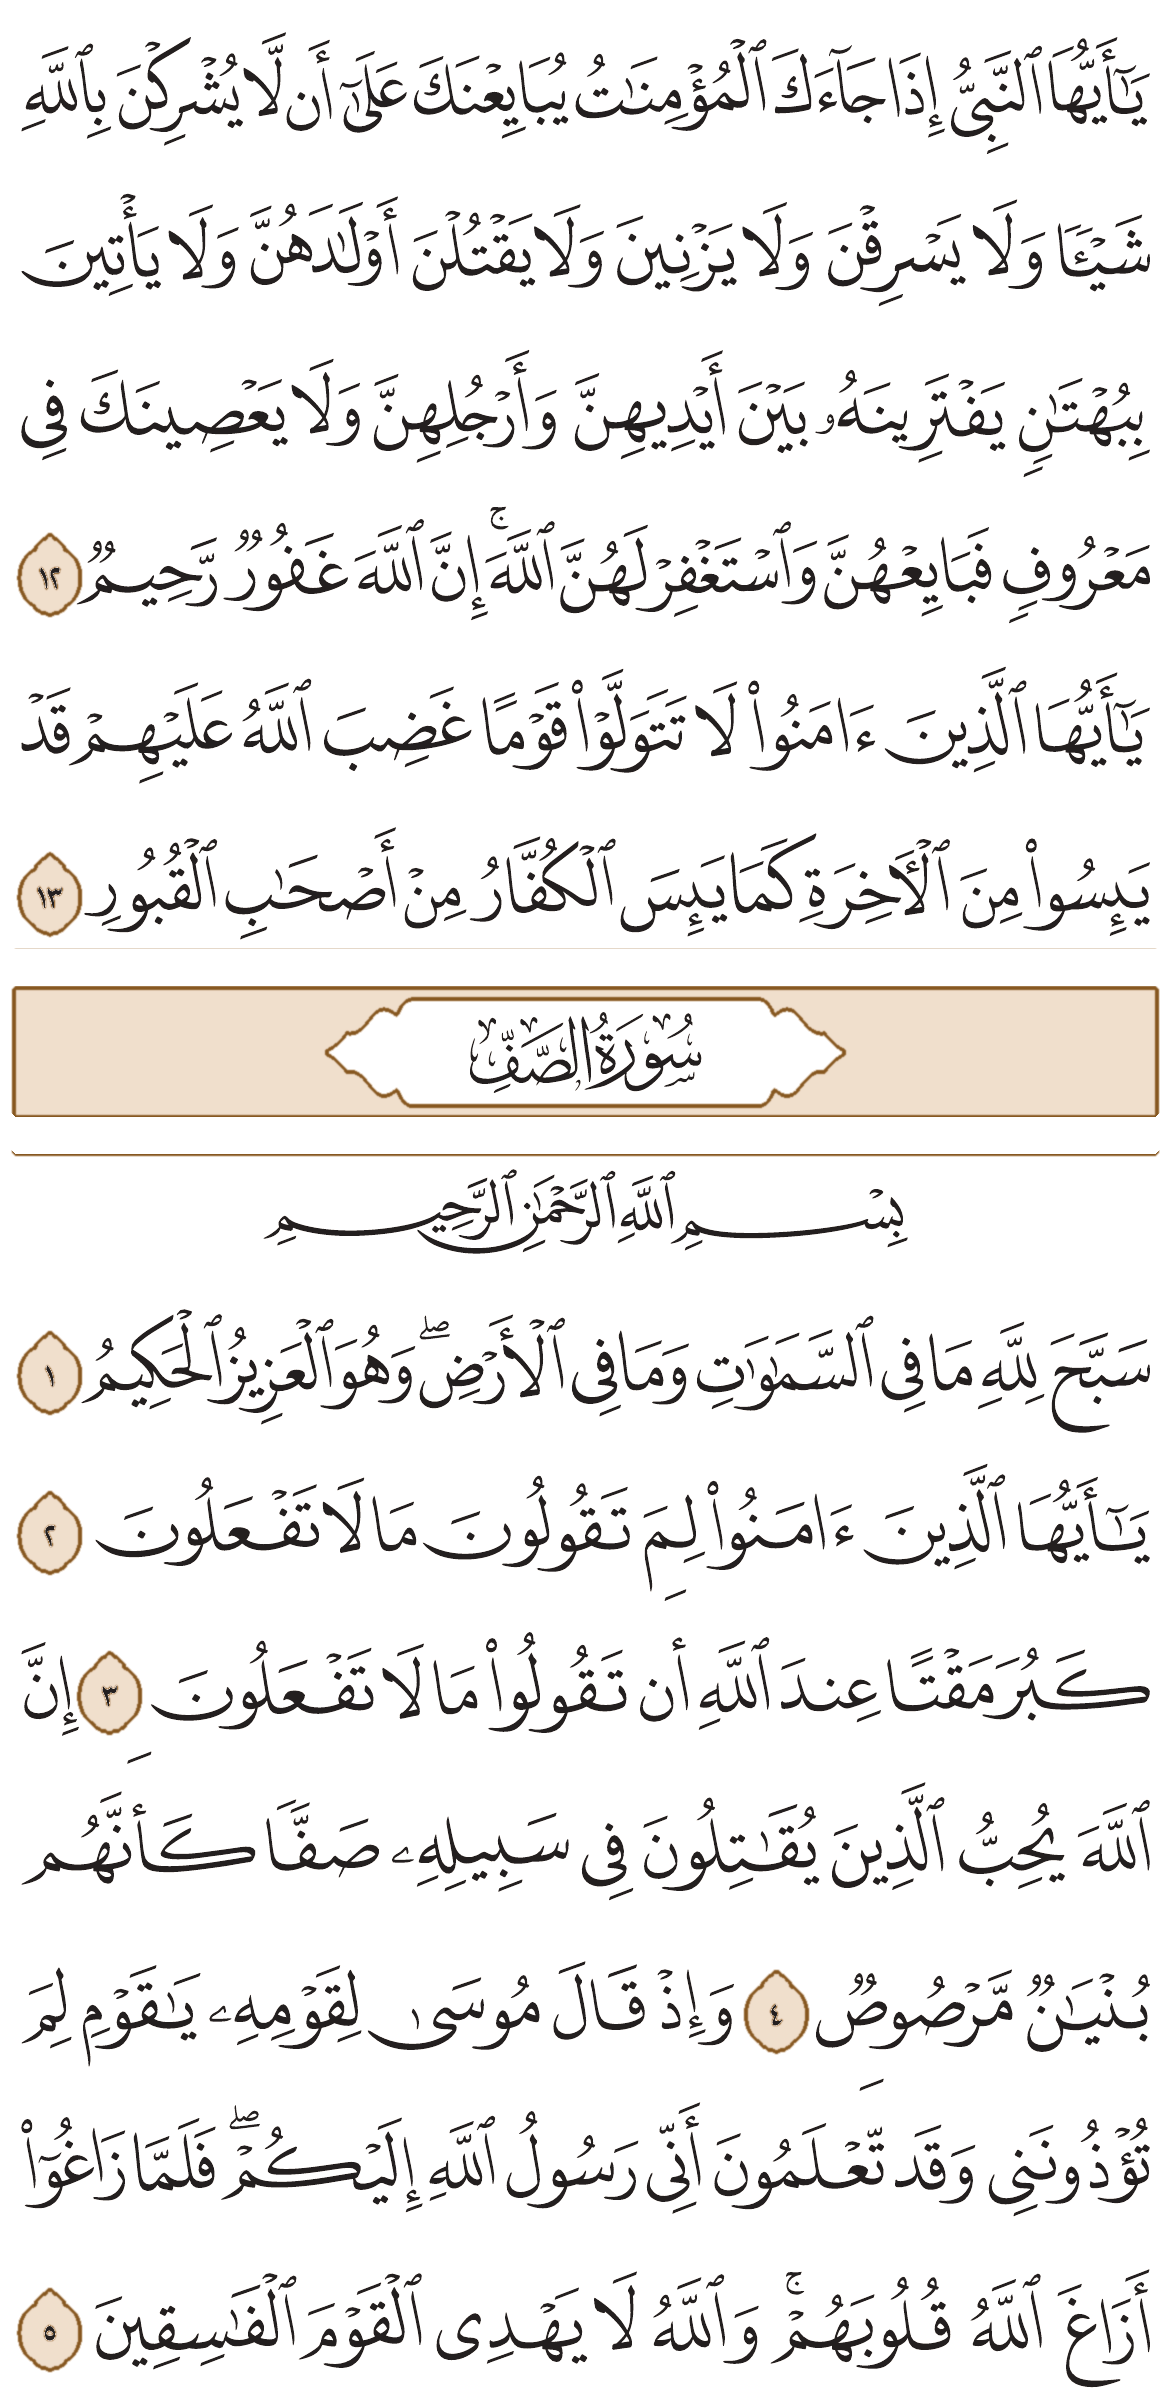 يَـٰٓأَيُّهَا ٱلنَّبِيُّ إِذَا جَآءَكَ ٱلْمُؤْمِنَـٰتُ يُبَايِعْنَكَ عَلَىٰٓ أَن لَّا يُشْرِكْنَ بِٱللَّهِ
شَيْـًٔا وَلَا يَسْرِقْنَ وَلَا يَزْنِينَ وَلَا يَقْتُلْنَ أَوْلَـٰدَهُنَّ وَلَا يَأْتِينَ
بِبُهْتَـٰنٍ يَفْتَرِينَهُۥ بَيْنَ أَيْدِيهِنَّ وَأَرْجُلِهِنَّ وَلَا يَعْصِينَكَ فِى
مَعْرُوفٍ فَبَايِعْهُنَّ وَٱسْتَغْفِرْ لَهُنَّ ٱللَّهَ ۚ إِنَّ ٱللَّهَ غَفُورٌ رَّحِيمٌ ١٢
يَـٰٓأَيُّهَا ٱلَّذِينَ ءَامَنُوا۟ لَا تَتَوَلَّوْا۟ قَوْمًا غَضِبَ ٱللَّهُ عَلَيْهِمْ قَدْ
يَئِسُوا۟ مِنَ ٱلْـَٔاخِرَةِ كَمَا يَئِسَ ٱلْكُفَّارُ مِنْ أَصْحَـٰبِ ٱلْقُبُورِ ١٣
سُورَةُ الصَّفِّ
بِسْمِ ٱللَّهِ ٱلرَّحْمَـٰنِ ٱلرَّحِيمِ
سَبَّحَ لِلَّهِ مَا فِى ٱلسَّمَـٰوَٰتِ وَمَا فِى ٱلْأَرْضِ ۖ وَهُوَ ٱلْعَزِيزُ ٱلْحَكِيمُ ١
يَـٰٓأَيُّهَا ٱلَّذِينَ ءَامَنُوا۟ لِمَ تَقُولُونَ مَا لَا تَفْعَلُونَ ٢
كَبُرَ مَقْتًا عِندَ ٱللَّهِ أَن تَقُولُوا۟ مَا لَا تَفْعَلُونَ ٣ إِنَّ
ٱللَّهَ يُحِبُّ ٱلَّذِينَ يُقَـٰتِلُونَ فِى سَبِيلِهِۦ صَفًّا كَأَنَّهُم
بُنْيَـٰنٌ مَّرْصُوصٌ ٤ وَإِذْ قَالَ مُوسَىٰ لِقَوْمِهِۦ يَـٰقَوْمِ لِمَ
تُؤْذُونَنِى وَقَد تَّعْلَمُونَ أَنِّى رَسُولُ ٱللَّهِ إِلَيْكُمْ ۖ فَلَمَّا زَاغُوٓا۟
أَزَاغَ ٱللَّهُ قُلُوبَهُمْ ۚ وَٱللَّهُ لَا يَهْدِى ٱلْقَوْمَ ٱلْفَـٰسِقِينَ ٥